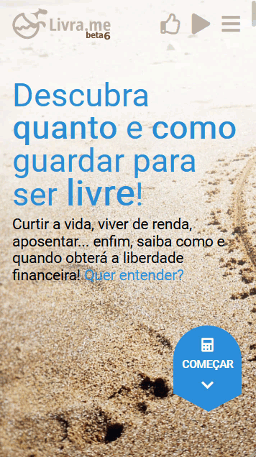 Livra.me
beta6
Descubra
quanto e como
guardar para
ser livre!
Curtir a vida, viver de renda,
aposentar... enfim, saiba como e
quando obterá a liberdade
financeira! Quer entender?
COMEÇAR